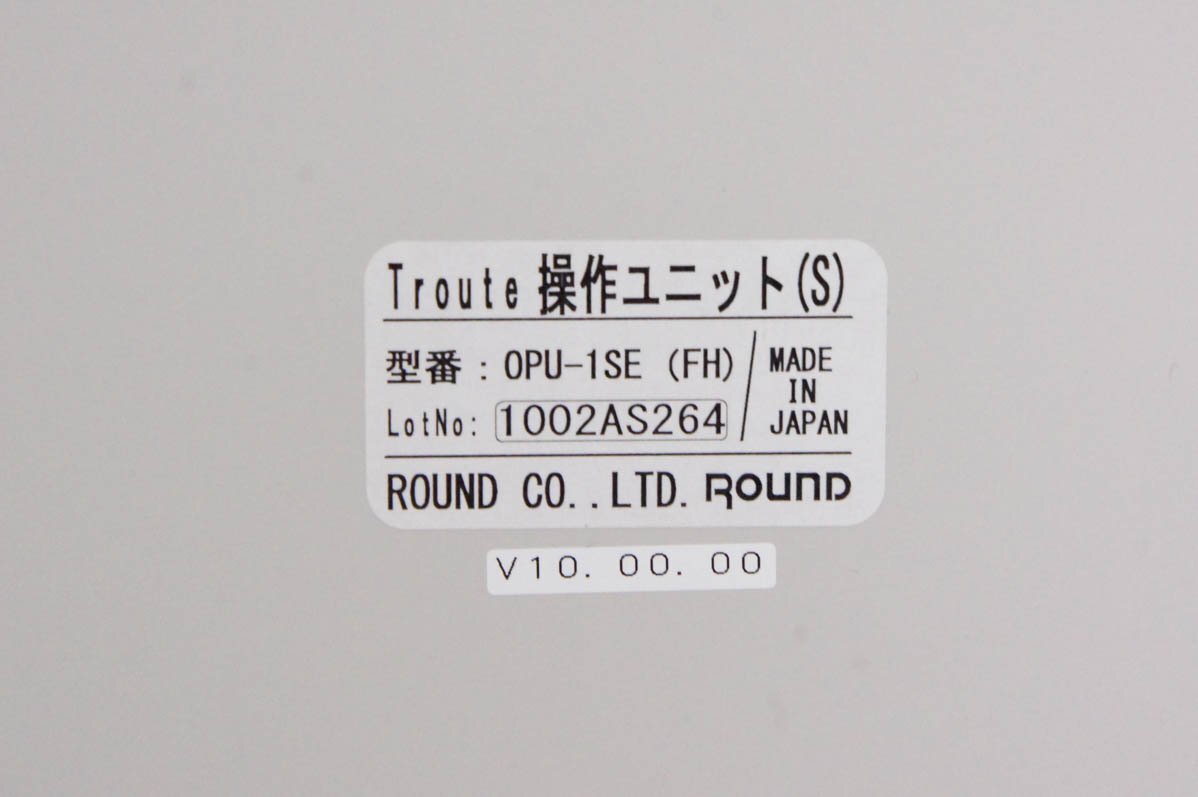 Troute 操作ユニット(S)
型番：OPU-1SE (FH)
LotNo: 1002AS264
MADE
IN
JAPAN
ROUND CO.,LTD. ROUND
V10. 00. 00